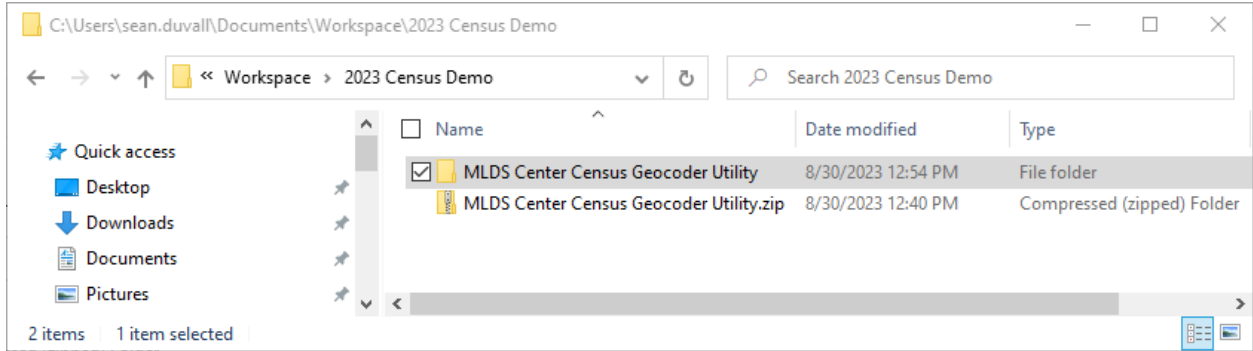 C:\Users\sean.duvall\Documents\Workspace\2023 Census Demo
« Workspace › 2023 Census Demo
Search 2023 Census Demo
Name Date modified Type
Quick access
Desktop
Downloads
Documents
Pictures
MLDS Center Census Geocoder Utility 8/30/2023 12:54 PM File folder
MLDS Center Census Geocoder Utility.zip 8/30/2023 12:40 PM Compressed (zipped) Folder
2 items 1 item selected